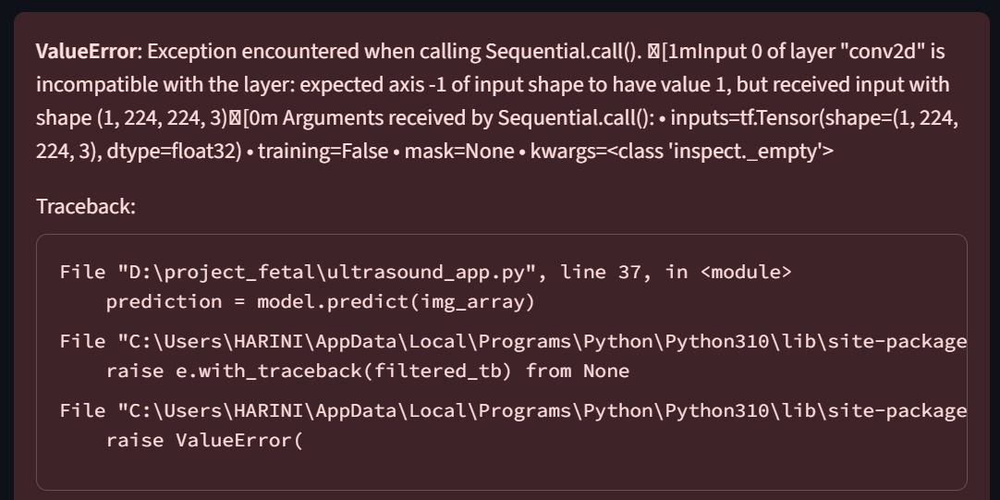 ValueError: Exception encountered when calling Sequential.call(). [1mInput 0 of layer "conv2d" is
incompatible with the layer: expected axis -1 of input shape to have value 1, but received input with
shape (1, 224, 224, 3)[0m Arguments received by Sequential.call(): • inputs=tf.Tensor(shape=(1, 224,
224, 3), dtype=float32) • training=False • mask=None • kwargs=<class 'inspect._empty'>
Traceback:
File "D:\project_fetal\ultrasound_app.py", line 37, in <module>
prediction = model.predict(img_array)
File "C:\Users\HARINI\AppData\Local\Programs\Python\Python310\lib\site-package
raise e.with_traceback(filtered_tb) from None
File "C:\Users\HARINI\AppData\Local\Programs\Python\Python310\lib\site-package
raise ValueError(